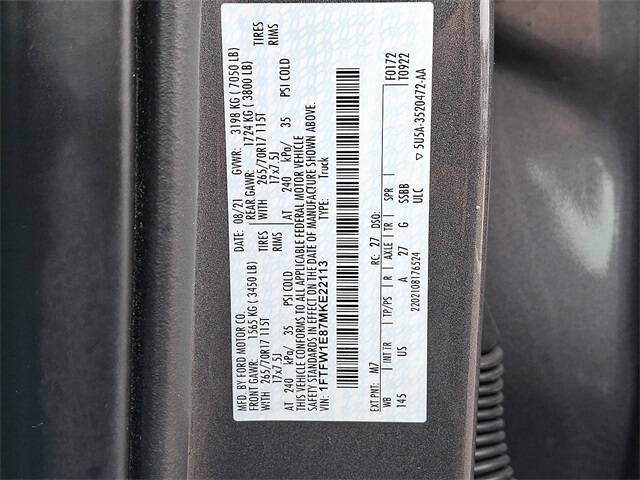 MFD. BY FORD MOTOR CO.
DATE: 08/21 GVWR: 3198 KG ( 7050 LB)
FRONT GAWR: 1565 KG ( 3450 LB) REAR GAWR: 1724 KG ( 3800 LB)
WITH 265/70R17 115T TIRES WITH 265/70R17 115T TIRES
17x7.5J RIMS 17x7.5J RIMS
AT 240 kPa/ 35 PSI COLD AT 240 kPa/ 35 PSI COLD
THIS VEHICLE CONFORMS TO ALL APPLICABLE FEDERAL MOTOR VEHICLE
SAFETY STANDARDS IN EFFECT ON THE DATE OF MANUFACTURE SHOWN ABOVE.
VIN: 1FTFW1E87MKE22113 TYPE: Truck
F0172
T0922
EXT PNT: M7 RC: 27 DSO:
WB INT TR TP/PS R AXLE TR SPR
145 US A 27 G SSBB
2202108176524 ULC
▽ 5U5A-3520472-AA